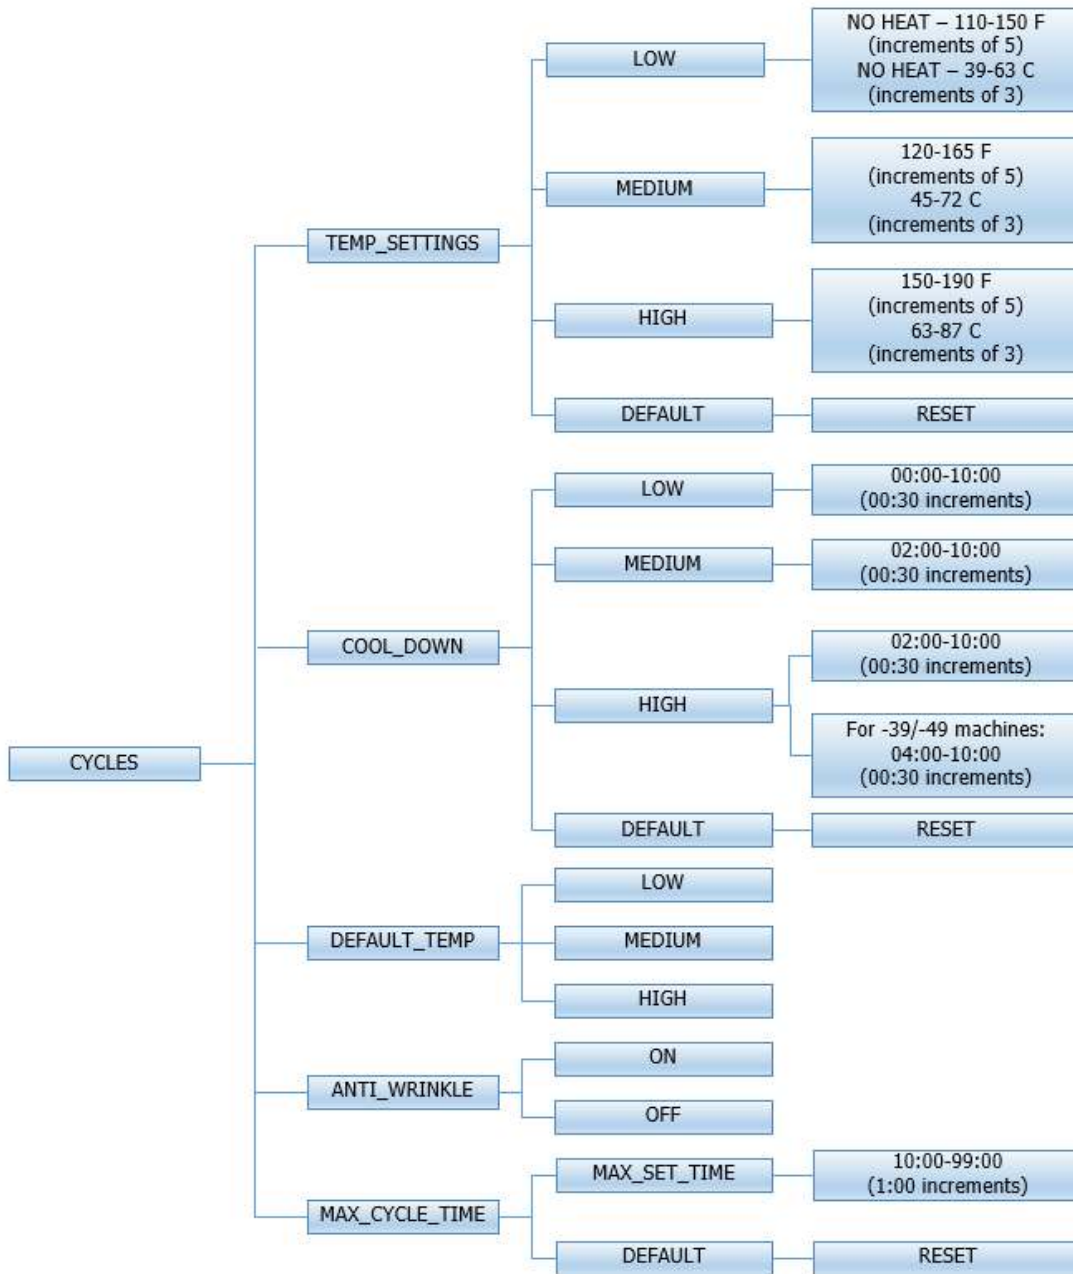 CYCLES
TEMP_SETTINGS
LOW
NO HEAT – 110-150 F
(increments of 5)
NO HEAT – 39-63 C
(increments of 3)
MEDIUM
120-165 F
(increments of 5)
45-72 C
(increments of 3)
HIGH
150-190 F
(increments of 5)
63-87 C
(increments of 3)
DEFAULT
RESET
COOL_DOWN
LOW
00:00-10:00
(00:30 increments)
MEDIUM
02:00-10:00
(00:30 increments)
HIGH
02:00-10:00
(00:30 increments)
For -39/-49 machines:
04:00-10:00
(00:30 increments)
DEFAULT
RESET
DEFAULT_TEMP
LOW
MEDIUM
HIGH
ANTI_WRINKLE
ON
OFF
MAX_CYCLE_TIME
MAX_SET_TIME
10:00-99:00
(1:00 increments)
DEFAULT
RESET